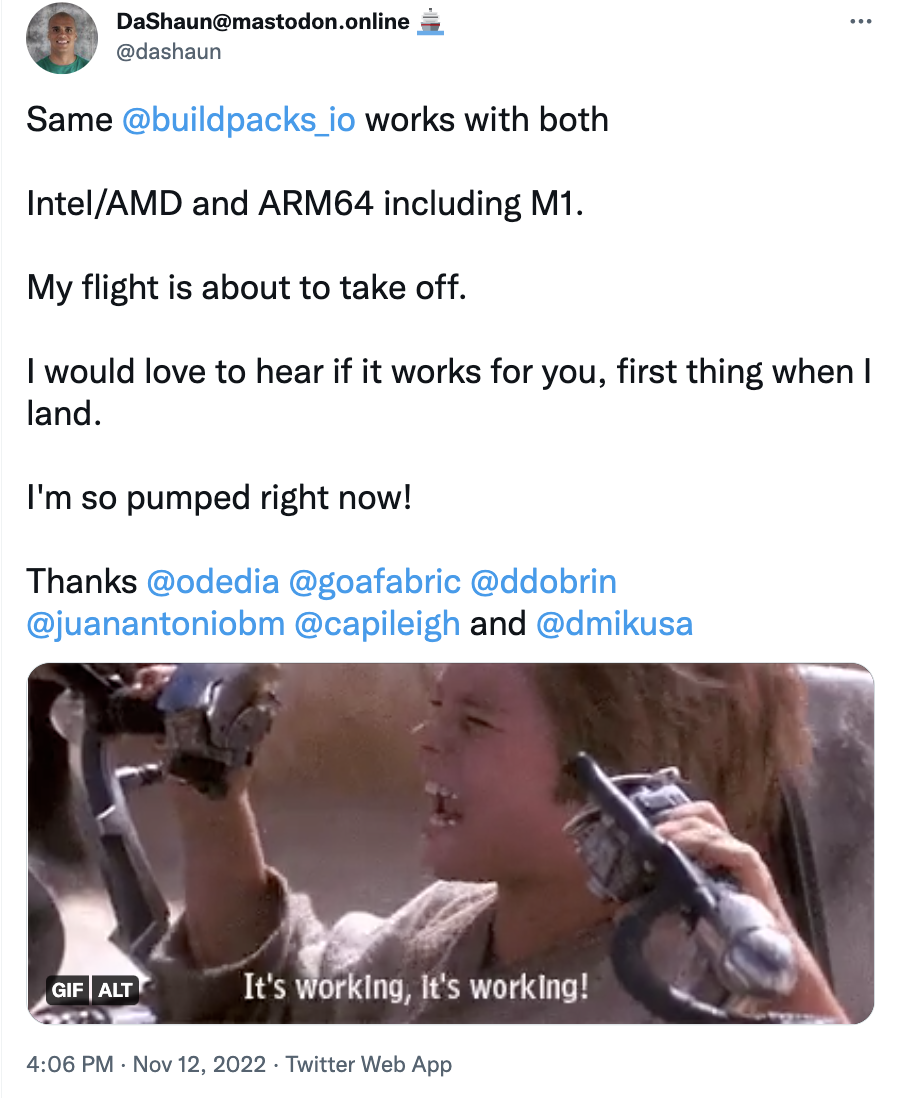 DaShaun@mastodon.online 🚢
@dashaun
Same @buildpacks_io works with both
Intel/AMD and ARM64 including M1.
My flight is about to take off.
I would love to hear if it works for you, first thing when I
land.
I'm so pumped right now!
Thanks @odedia @goafabric @ddobrin
@juanantoniobm @capileigh and @dmikusa
It's working, it's working!
GIF ALT
4:06 PM · Nov 12, 2022 · Twitter Web App